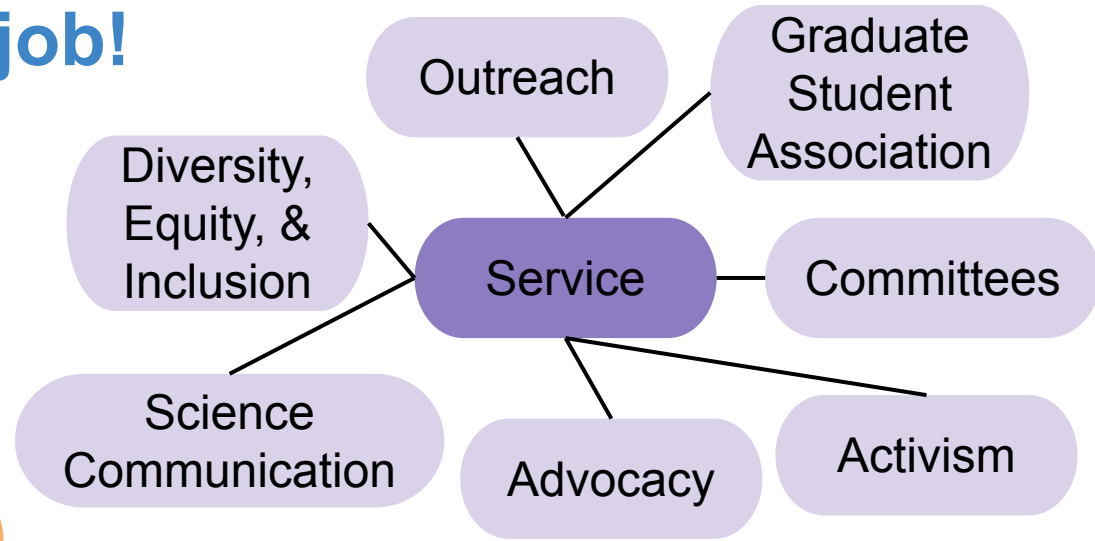 job!
Outreach
Graduate
Student
Association
Diversity,
Equity, &
Inclusion
Service
Committees
Science
Communication
Advocacy
Activism